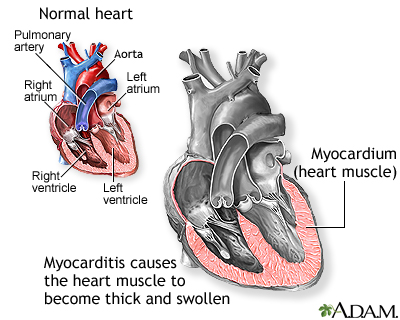 Normal heart
Pulmonary
artery
Aorta
Right
atrium
Left
atrium
Right
ventricle
Left
ventricle
Myocardium
(heart muscle)
Myocarditis causes
the heart muscle to
become thick and swollen
ADAM.